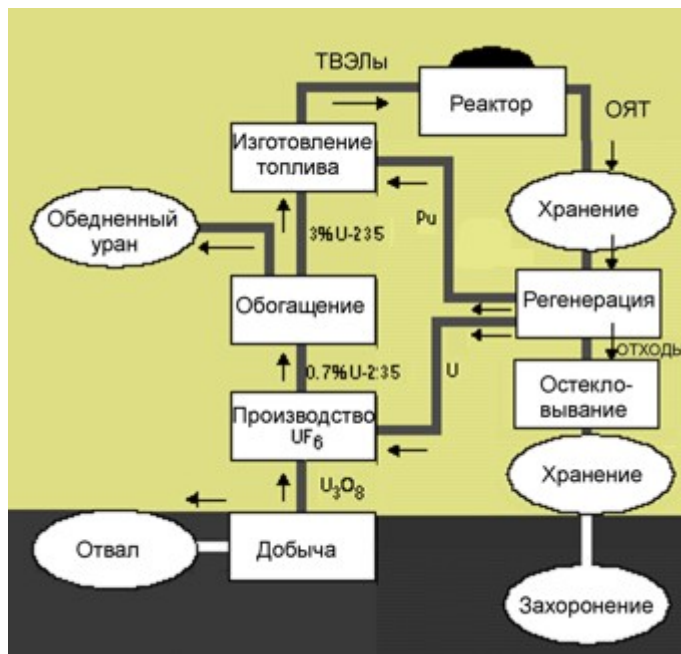 ТВЭЛы
Реактор
ОЯТ
Изготовление
топлива
Обедненный
уран
3% U-235
Pu
Хранение
Обогащение
Регенерация
0.7% U-235
U
отходы
Остекло-
вывание
Производство
UF6
U3O8
Хранение
Отвал
Добыча
Захоронение